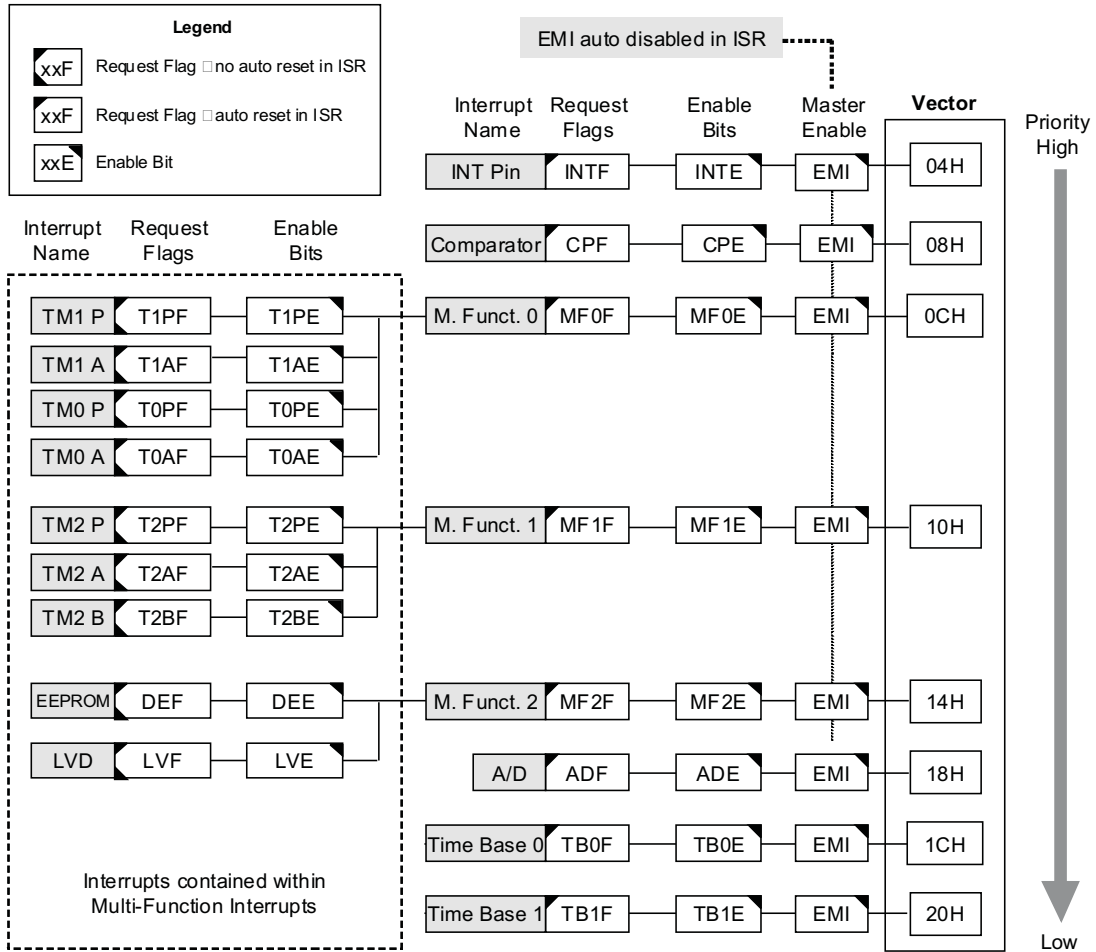 Legend
xxF Request Flag □no auto reset in ISR
xxF Request Flag □auto reset in ISR
xxE Enable Bit
EMI auto disabled in ISR
Interrupt Name Request Flags Enable Bits Master Enable Vector
Priority High
INT Pin INTF INTE EMI 04H
Interrupt Name Request Flags Enable Bits
Comparator CPF CPE EMI 08H
TM1 P T1PF T1PE M. Funct. 0 MF0F MF0E EMI 0CH
TM1 A T1AF T1AE
TM0 P T0PF T0PE
TM0 A T0AF T0AE
TM2 P T2PF T2PE M. Funct. 1 MF1F MF1E EMI 10H
TM2 A T2AF T2AE
TM2 B T2BF T2BE
EEPROM DEF DEE M. Funct. 2 MF2F MF2E EMI 14H
LVD LVF LVE A/D ADF ADE EMI 18H
Time Base 0 TB0F TB0E EMI 1CH
Interrupts contained within
Multi-Function Interrupts
Time Base 1 TB1F TB1E EMI 20H
Low